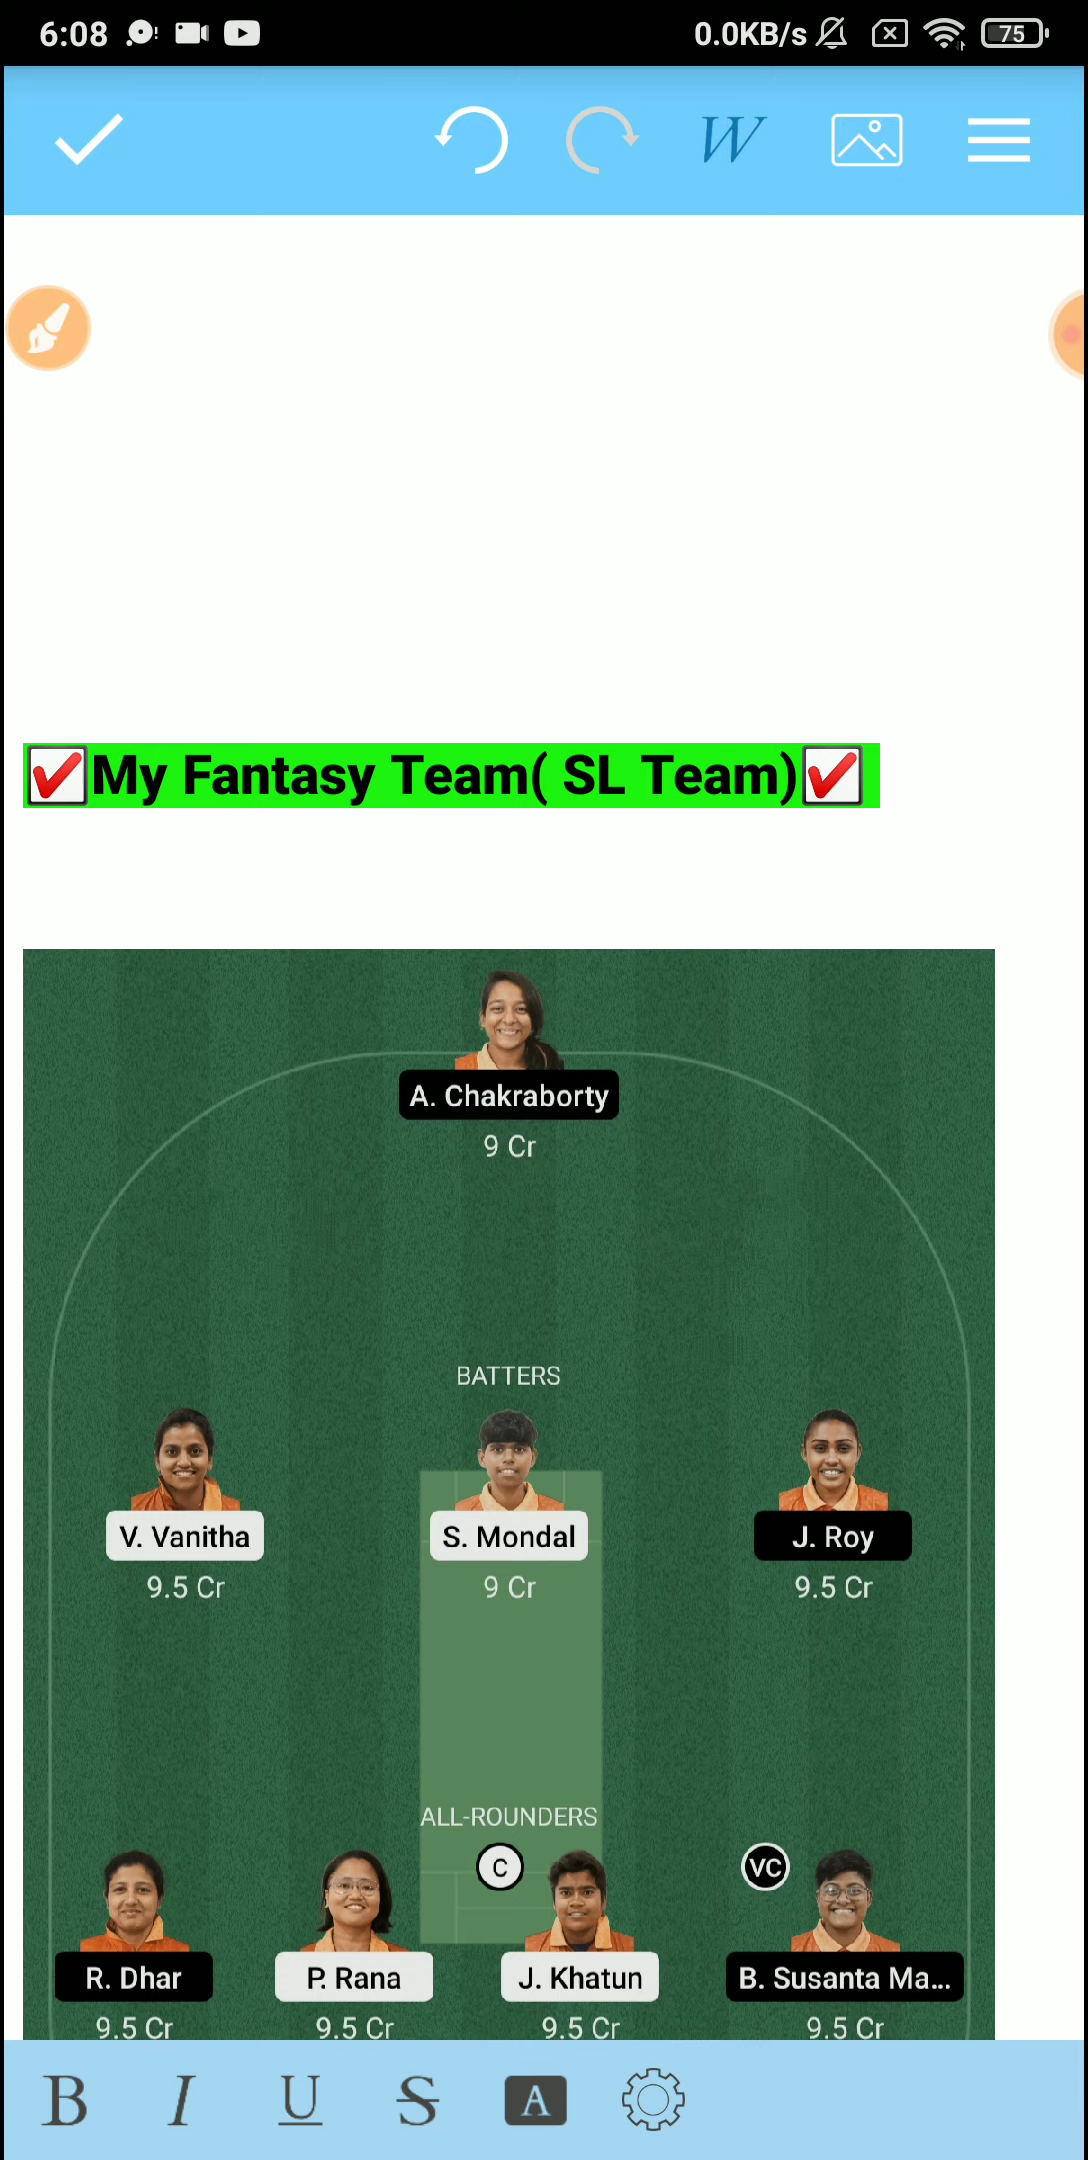 6:08 0.0KB/s 75
W
✅My Fantasy Team( SL Team)✅
A. Chakraborty
9 Cr
BATTERS
V. Vanitha S. Mondal J. Roy
9.5 Cr 9 Cr 9.5 Cr
ALL-ROUNDERS
C VC
R. Dhar P. Rana J. Khatun B. Susanta Ma...
9.5 Cr 9.5 Cr 9.5 Cr 9.5 Cr
B I U S A